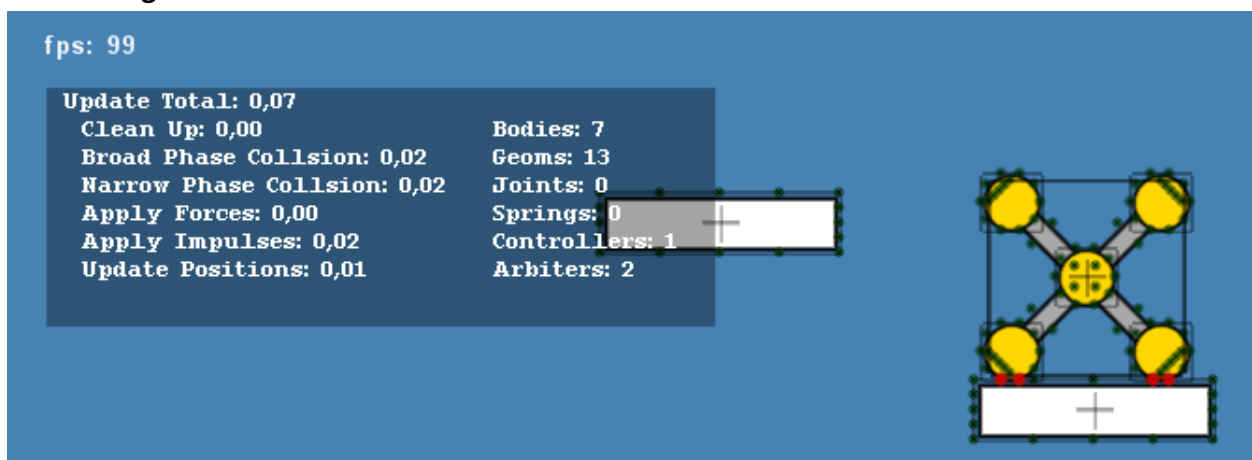 fps: 99
Update Total: 0,07
Clean Up: 0,00
Broad Phase Collsion: 0,02
Narrow Phase Collsion: 0,02
Apply Forces: 0,00
Apply Impulses: 0,02
Update Positions: 0,01
Bodies: 7
Geoms: 13
Joints: 0
Springs: 0
Controllers: 1
Arbiters: 2